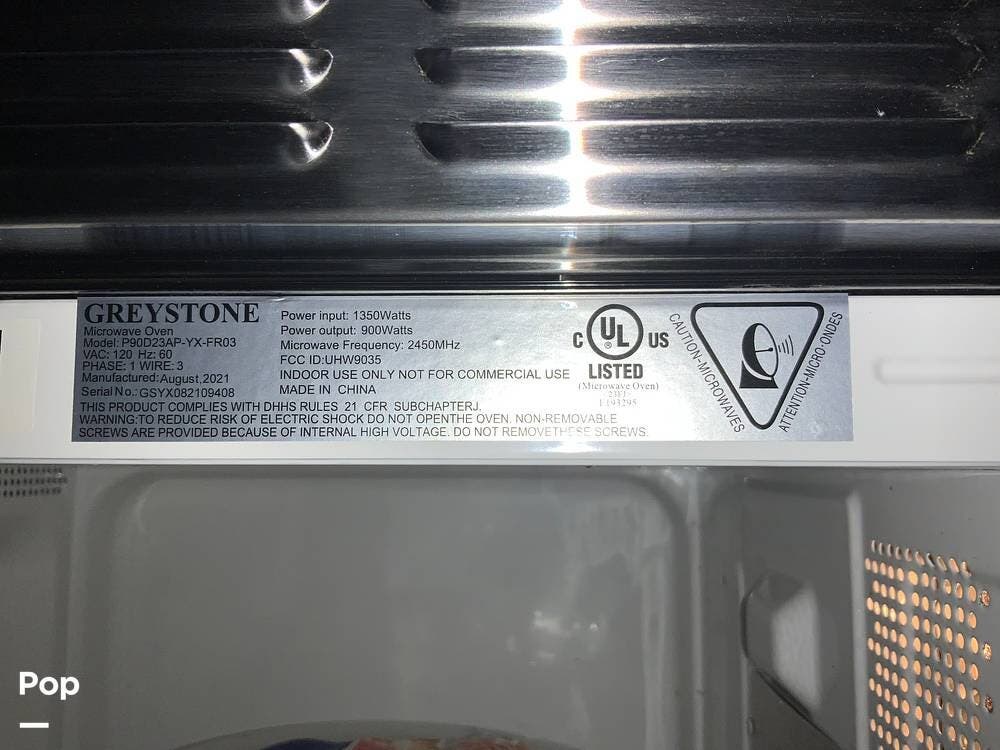 GREYSTONE
Microwave Oven
Model: P90D23AP-YX-FR03
VAC: 120 Hz: 60
PHASE: 1 WIRE: 3
Manufactured: August,2021
Serial No.: GSYX082109408
Power input: 1350Watts
Power output: 900Watts
Microwave Frequency: 2450MHz
FCC ID:UHW9035
INDOOR USE ONLY NOT FOR COMMERCIAL USE
MADE IN CHINA
THIS PRODUCT COMPLIES WITH DHHS RULES 21 CFR SUBCHAPTERJ.
WARNING:TO REDUCE RISK OF ELECTRIC SHOCK DO NOT OPENTHE OVEN. NON-REMOVABLE
SCREWS ARE PROVIDED BECAUSE OF INTERNAL HIGH VOLTAGE. DO NOT REMOVETHESE SCREWS.
C UL US
LISTED
(Microwave Oven)
E193295
CAUTION-MICROWAVES
ATTENTION-MICRO-ONDES
Pop